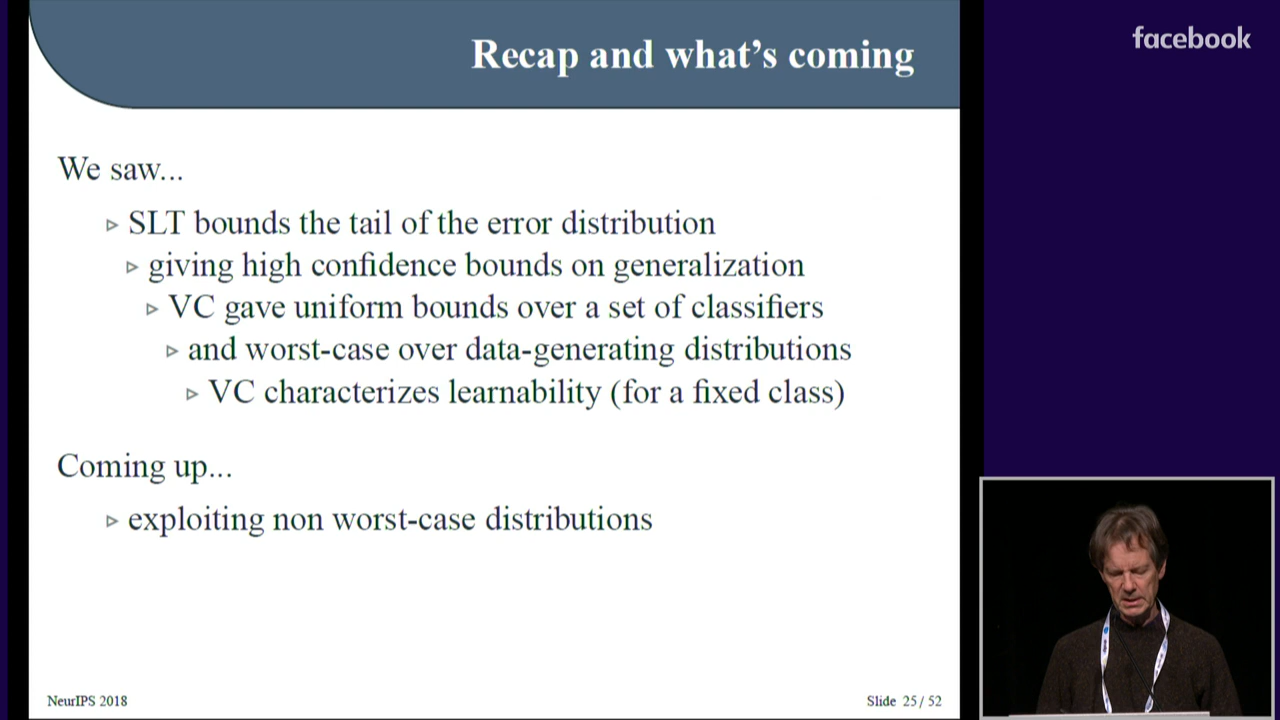 Recap and what's coming
facebook
We saw...
▹ SLT bounds the tail of the error distribution
▹ giving high confidence bounds on generalization
▹ VC gave uniform bounds over a set of classifiers
▹ and worst-case over data-generating distributions
▹ VC characterizes learnability (for a fixed class)
Coming up...
▹ exploiting non worst-case distributions
NeurIPS 2018
Slide 25 / 52